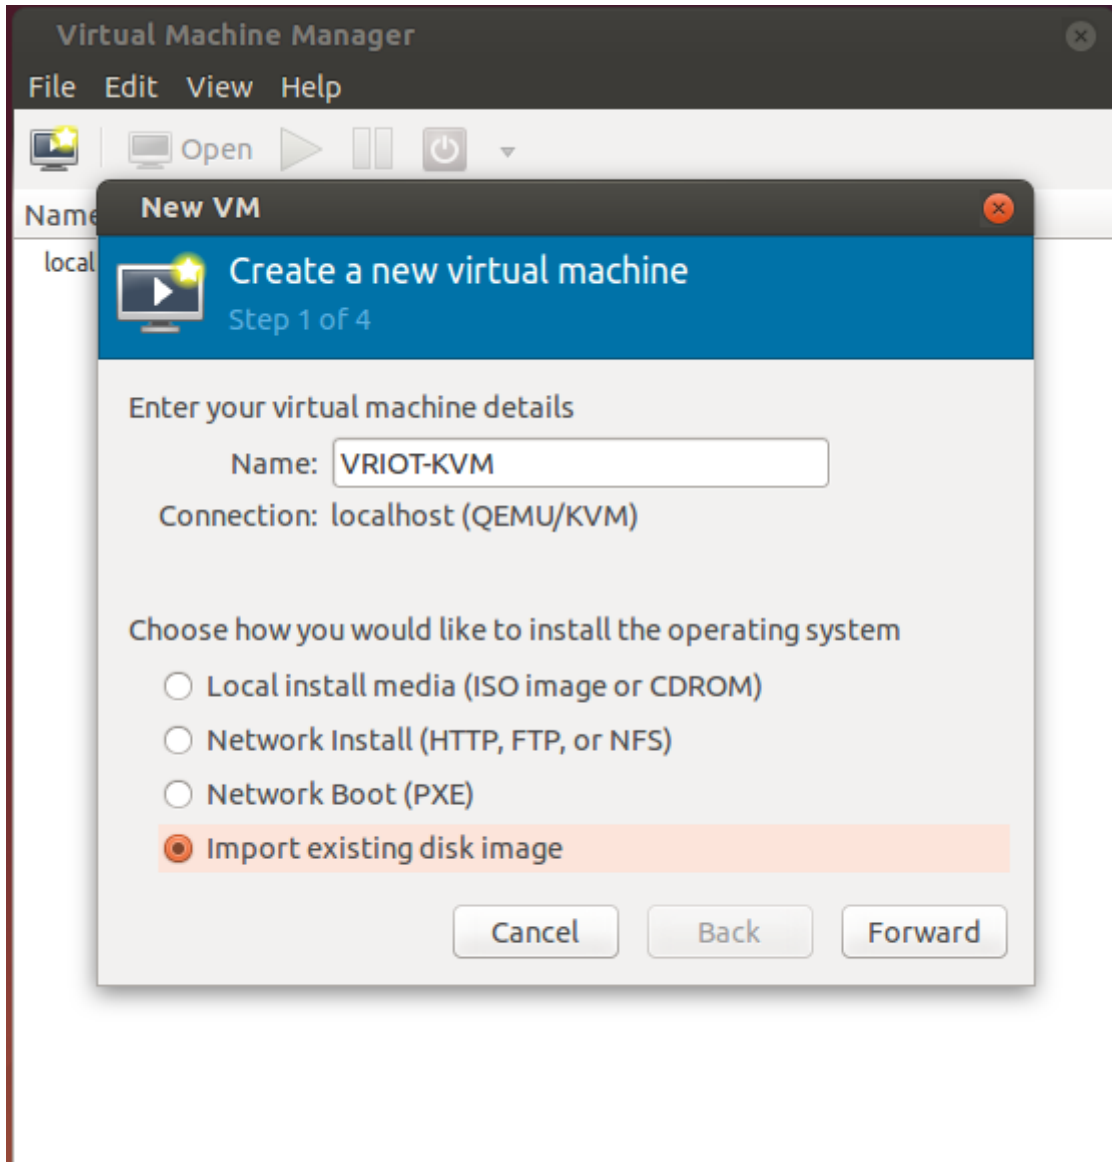 Virtual Machine Manager
File Edit View Help
Open
Name
New VM
local
Create a new virtual machine
Step 1 of 4
Enter your virtual machine details
Name: VRIOT-KVM
Connection: localhost (QEMU/KVM)
Choose how you would like to install the operating system
Local install media (ISO image or CDROM)
Network Install (HTTP, FTP, or NFS)
Network Boot (PXE)
Import existing disk image
Cancel Back Forward